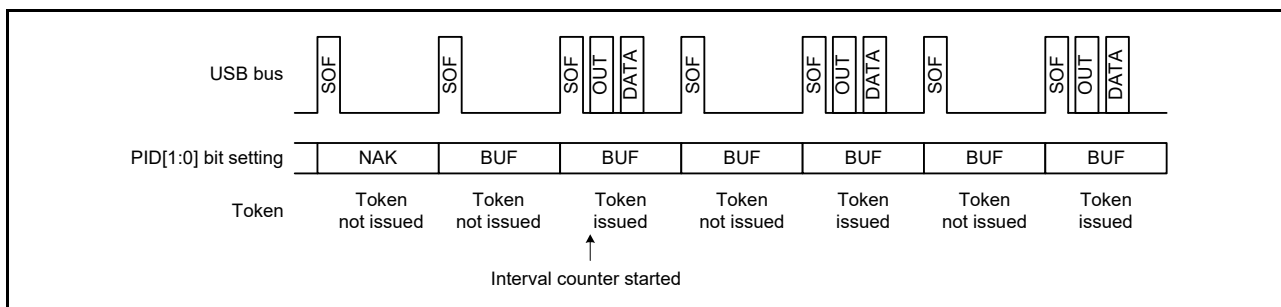 USB bus
SOF SOF SOF OUT DATA SOF SOF OUT DATA SOF SOF OUT DATA
PID[1:0] bit setting NAK BUF BUF BUF BUF BUF BUF
Token Token Token Token Token Token Token Token
not issued not issued issued not issued issued not issued issued
Interval counter started